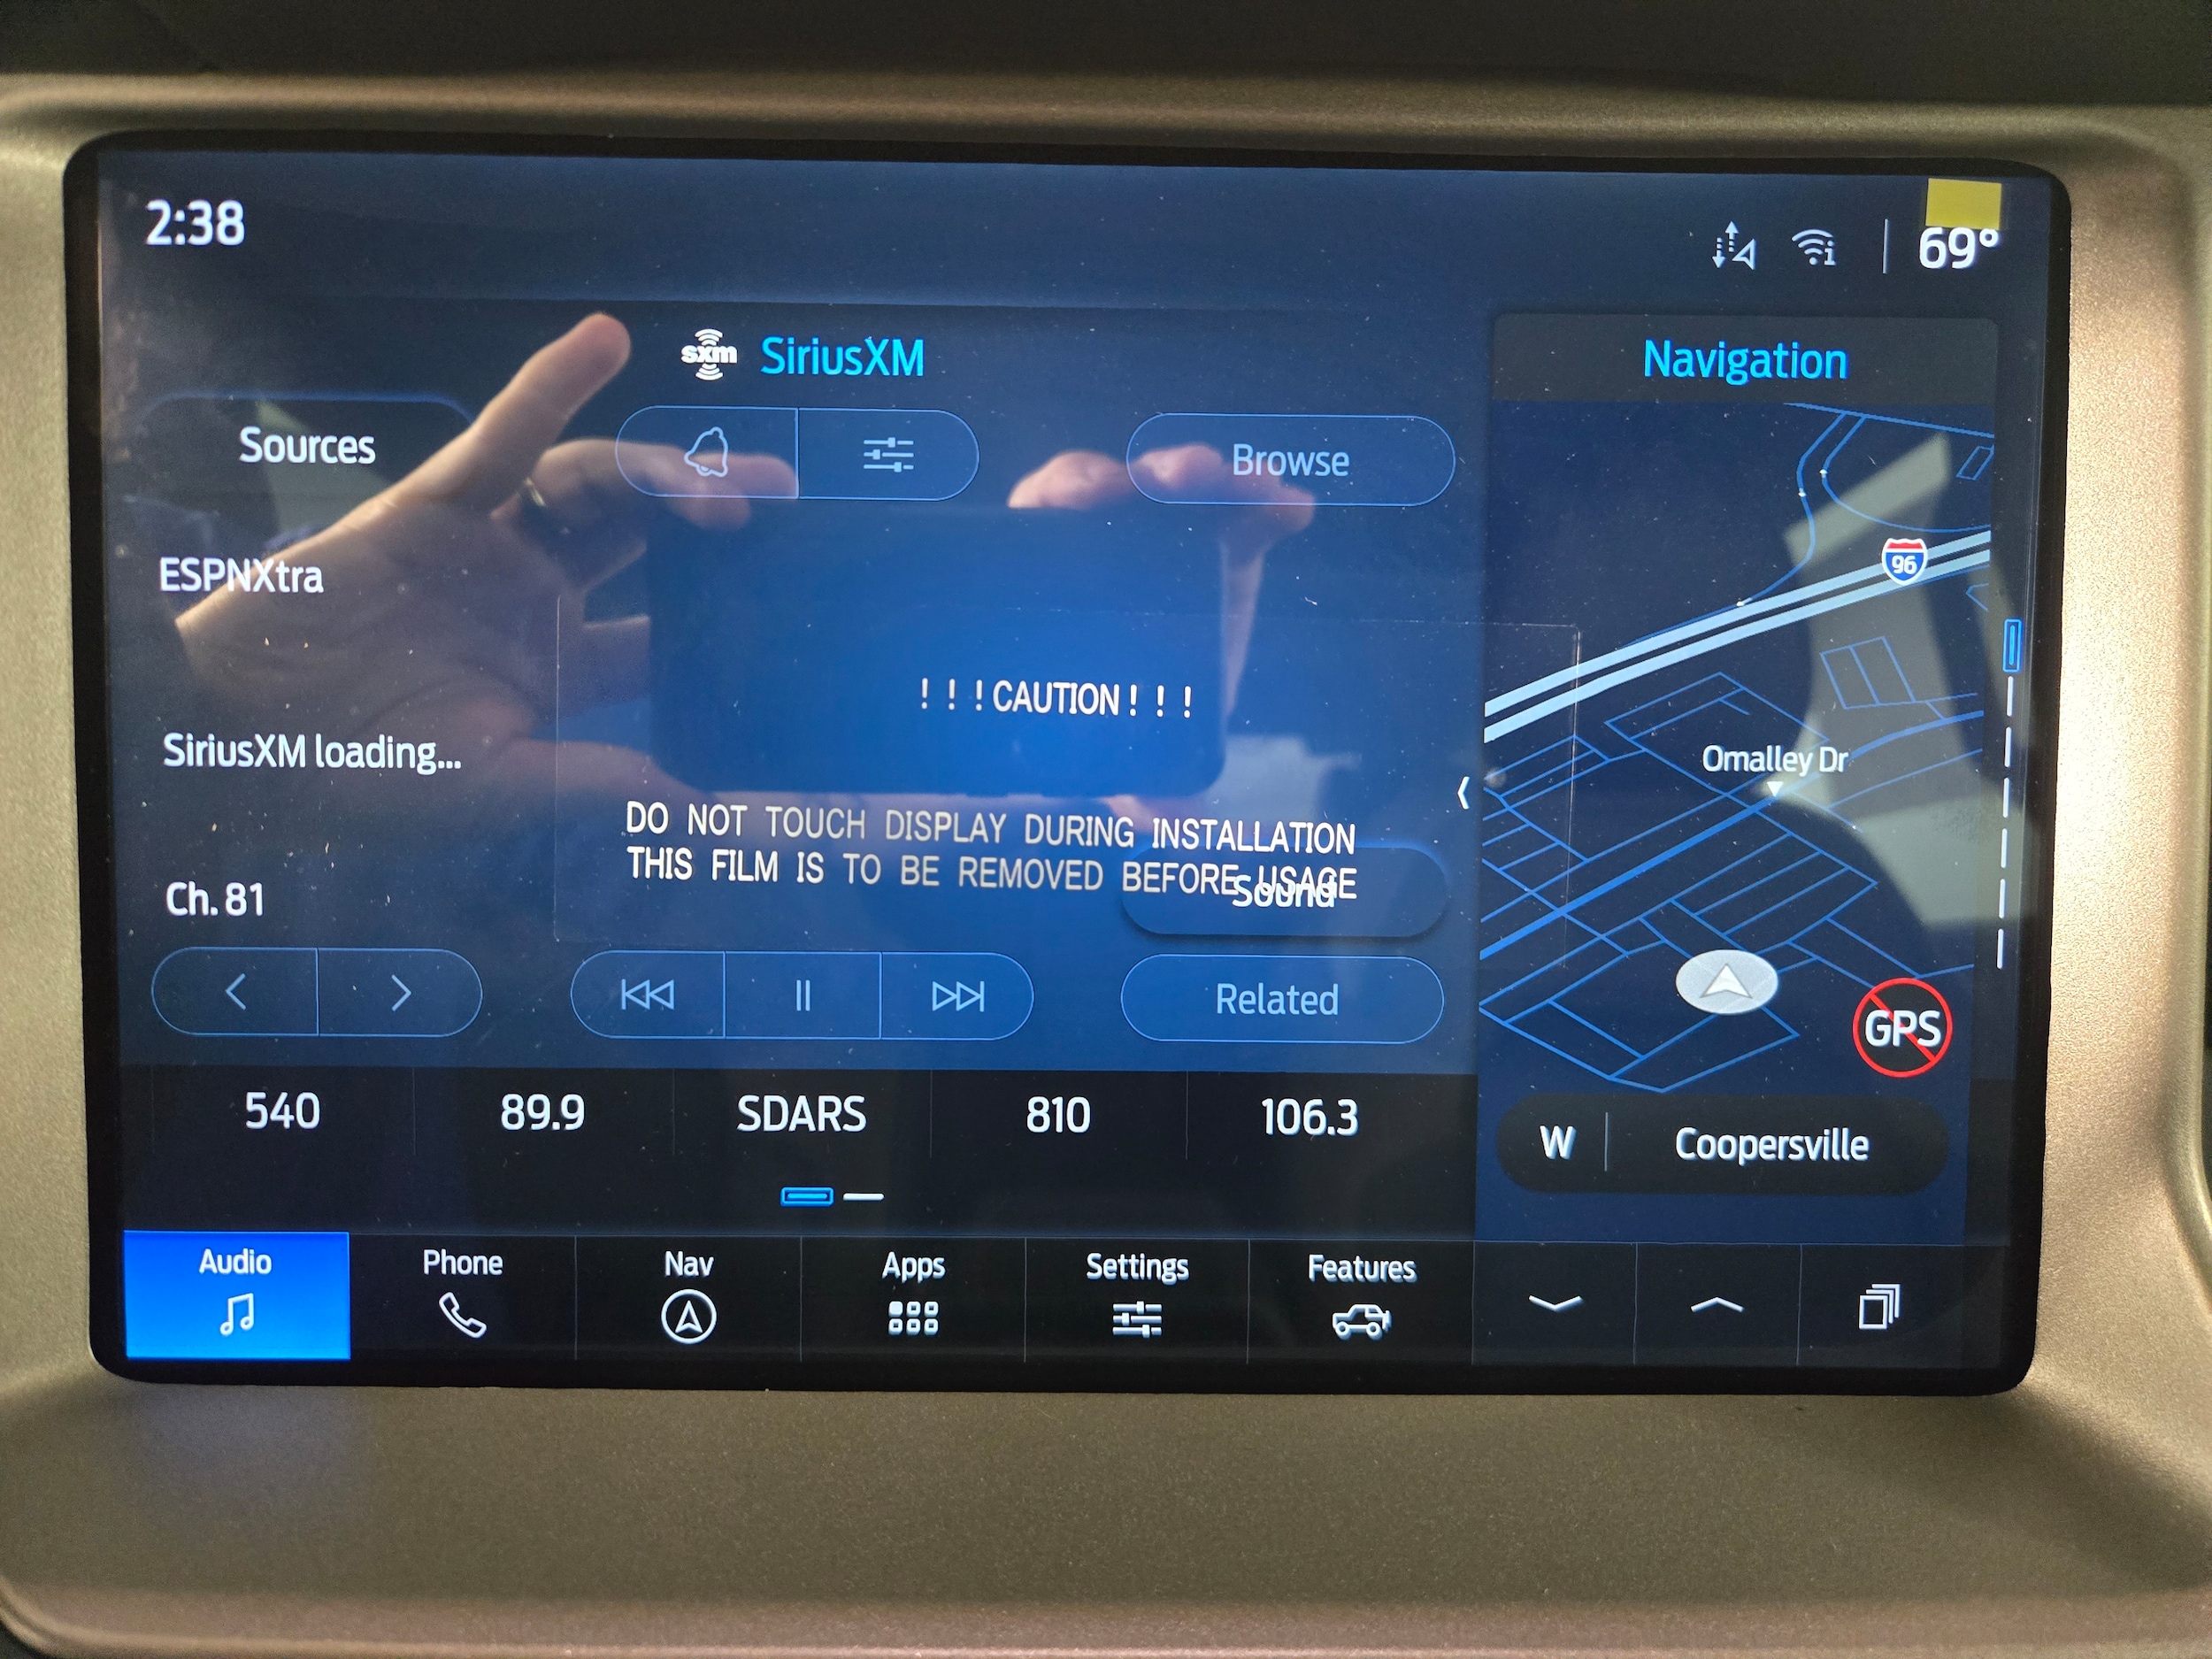 2:38
69°
sxm SiriusXM
Navigation
Sources
Browse
96
ESPNXtra
! ! ! CAUTION ! ! !
SiriusXM loading...
Omalley Dr
DO NOT TOUCH DISPLAY DURING INSTALLATION
THIS FILM IS TO BE REMOVED BEFORE USAGE
Sound
Ch. 81
Related
GPS
540 89.9 SDARS 810 106.3
W Coopersville
Audio Phone Nav Apps Settings Features